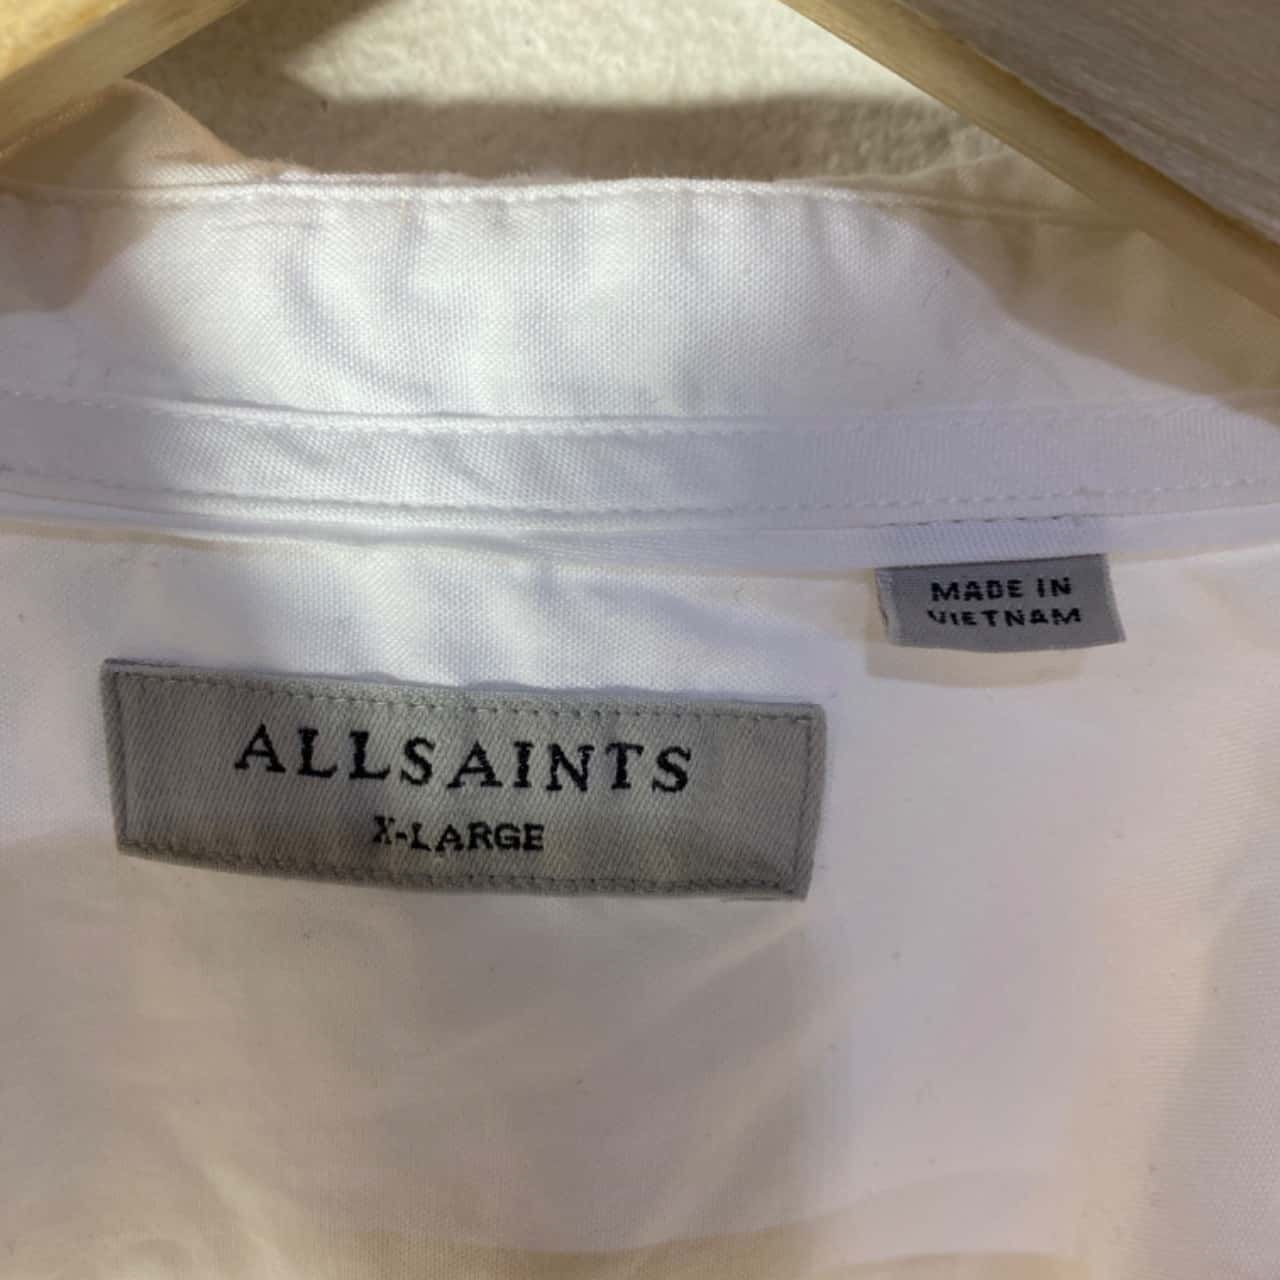 MADE IN
VIETNAM
ALLSAINTS
X-LARGE